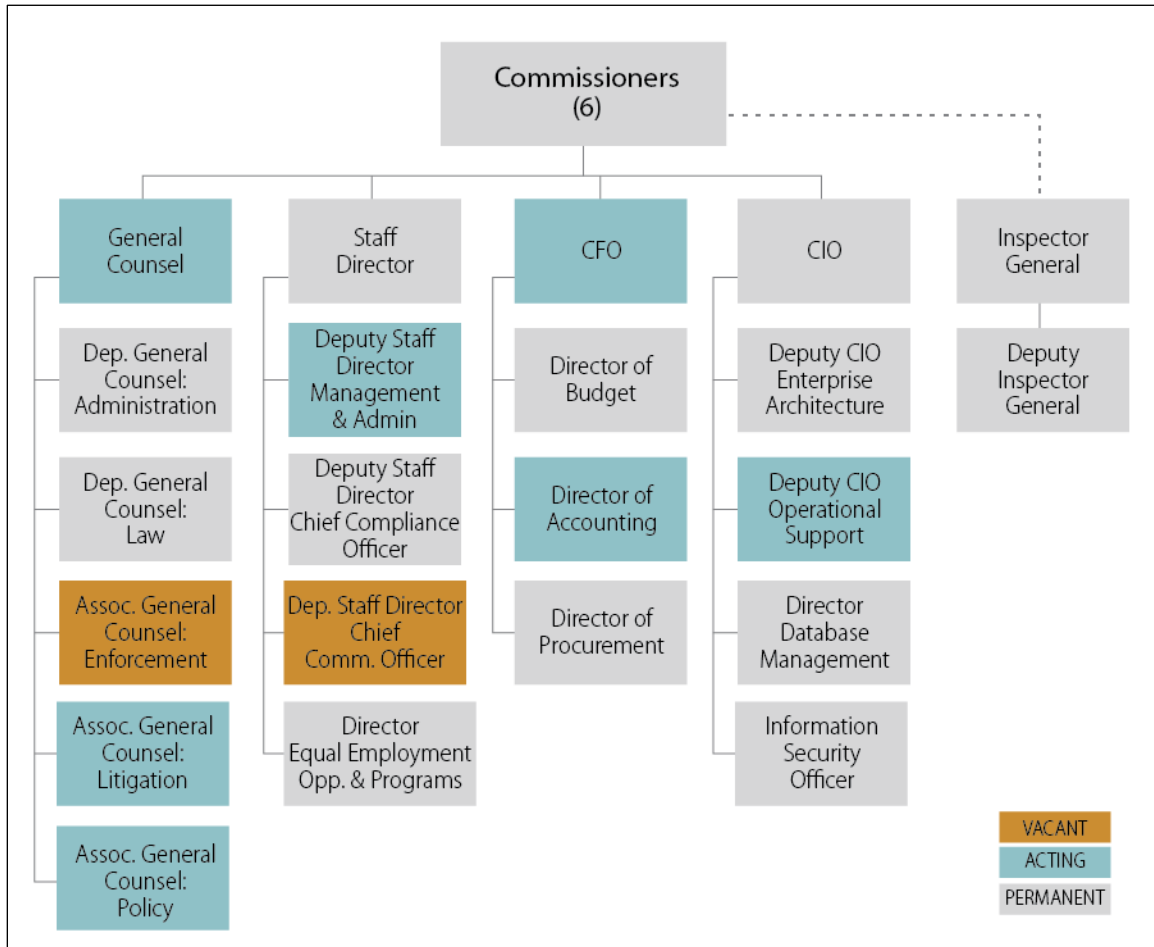 Commissioners
(6)
General
Counsel
Staff
Director
CFO
CIO
Inspector
General
Dep. General
Counsel:
Administration
Deputy Staff
Director
Management
& Admin
Director of
Budget
Deputy CIO
Enterprise
Architecture
Deputy
Inspector
General
Dep. General
Counsel:
Law
Deputy Staff
Director
Chief Compliance
Officer
Director of
Accounting
Deputy CIO
Operational
Support
Assoc. General
Counsel:
Enforcement
Dep. Staff Director
Chief
Comm. Officer
Director of
Procurement
Director
Database
Management
Assoc. General
Counsel:
Litigation
Director
Equal Employment
Opp. & Programs
Information
Security
Officer
Assoc. General
Counsel:
Policy
VACANT
ACTING
PERMANENT